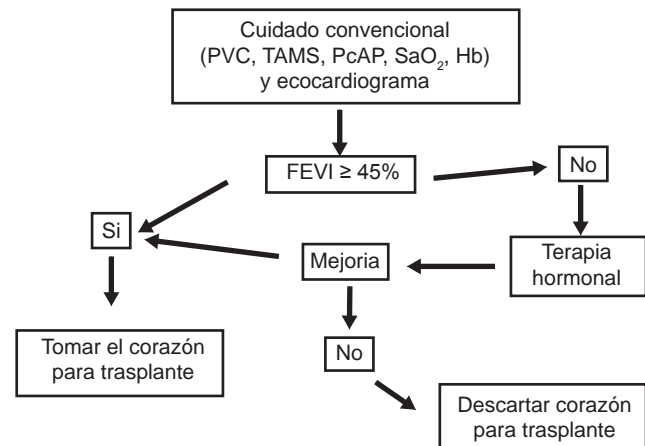 Cuidado convencional
(PVC, TAMS, PcAP, SaO₂, Hb)
y ecocardiograma
FEVI ≥ 45%
No
Si
Mejoria
Terapia
hormonal
Tomar el corazón
para trasplante
No
Descartar corazón
para trasplante